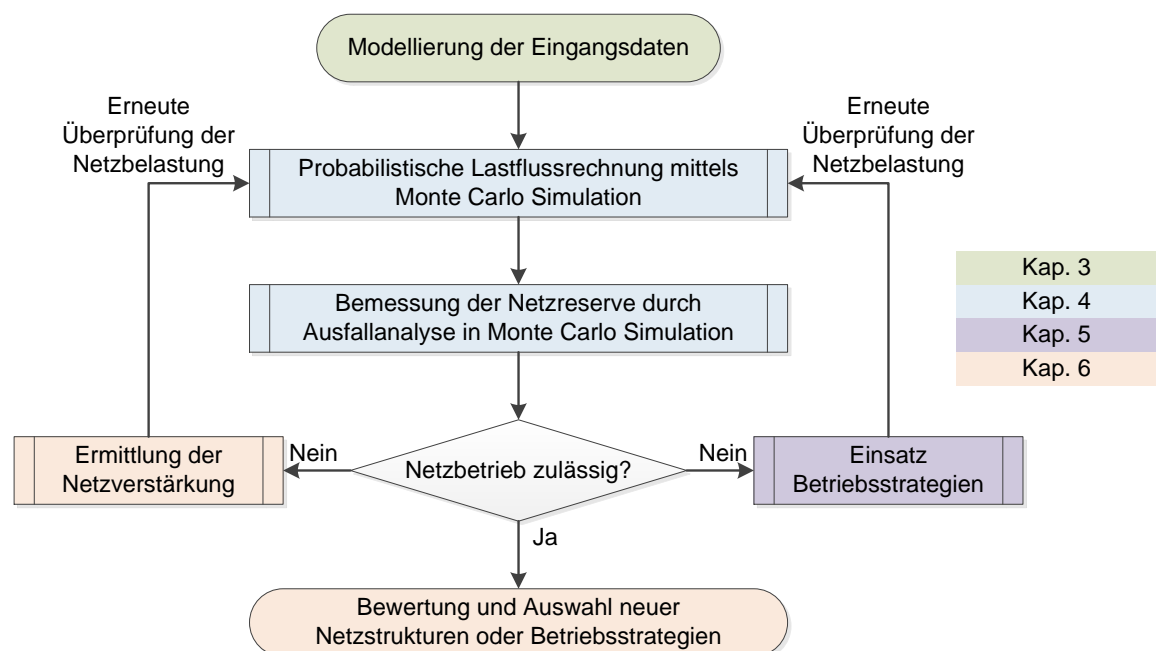 Modellierung der Eingangsdaten
Erneute
Überprüfung der
Netzbelastung
Erneute
Überprüfung der
Netzbelastung
Probabilistische Lastflussrechnung mittels
Monte Carlo Simulation
Kap. 3
Kap. 4
Kap. 5
Kap. 6
Bemessung der Netzreserve durch
Ausfallanalyse in Monte Carlo Simulation
Ermittlung der
Netzverstärkung
Nein
Netzbetrieb zulässig?
Nein
Einsatz
Betriebsstrategien
Ja
Bewertung und Auswahl neuer
Netzstrukturen oder Betriebsstrategien